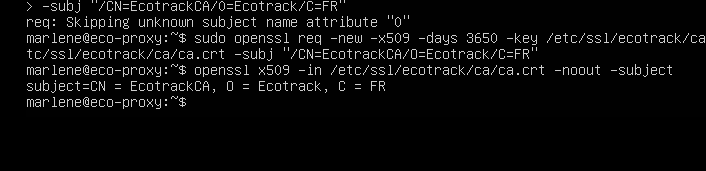 > -subj "/CN=EcotrackCA/O=Ecotrack/C=FR"
req: Skipping unknown subject name attribute "0"
marlene@eco-proxy:~$ sudo openssl req -new -x509 -days 3650 -key /etc/ssl/ecotrack/ca
tc/ssl/ecotrack/ca/ca.crt -subj "/CN=EcotrackCA/O=Ecotrack/C=FR"
marlene@eco-proxy:~$ openssl x509 -in /etc/ssl/ecotrack/ca/ca.crt -noout -subject
subject=CN = EcotrackCA, O = Ecotrack, C = FR
marlene@eco-proxy:~$